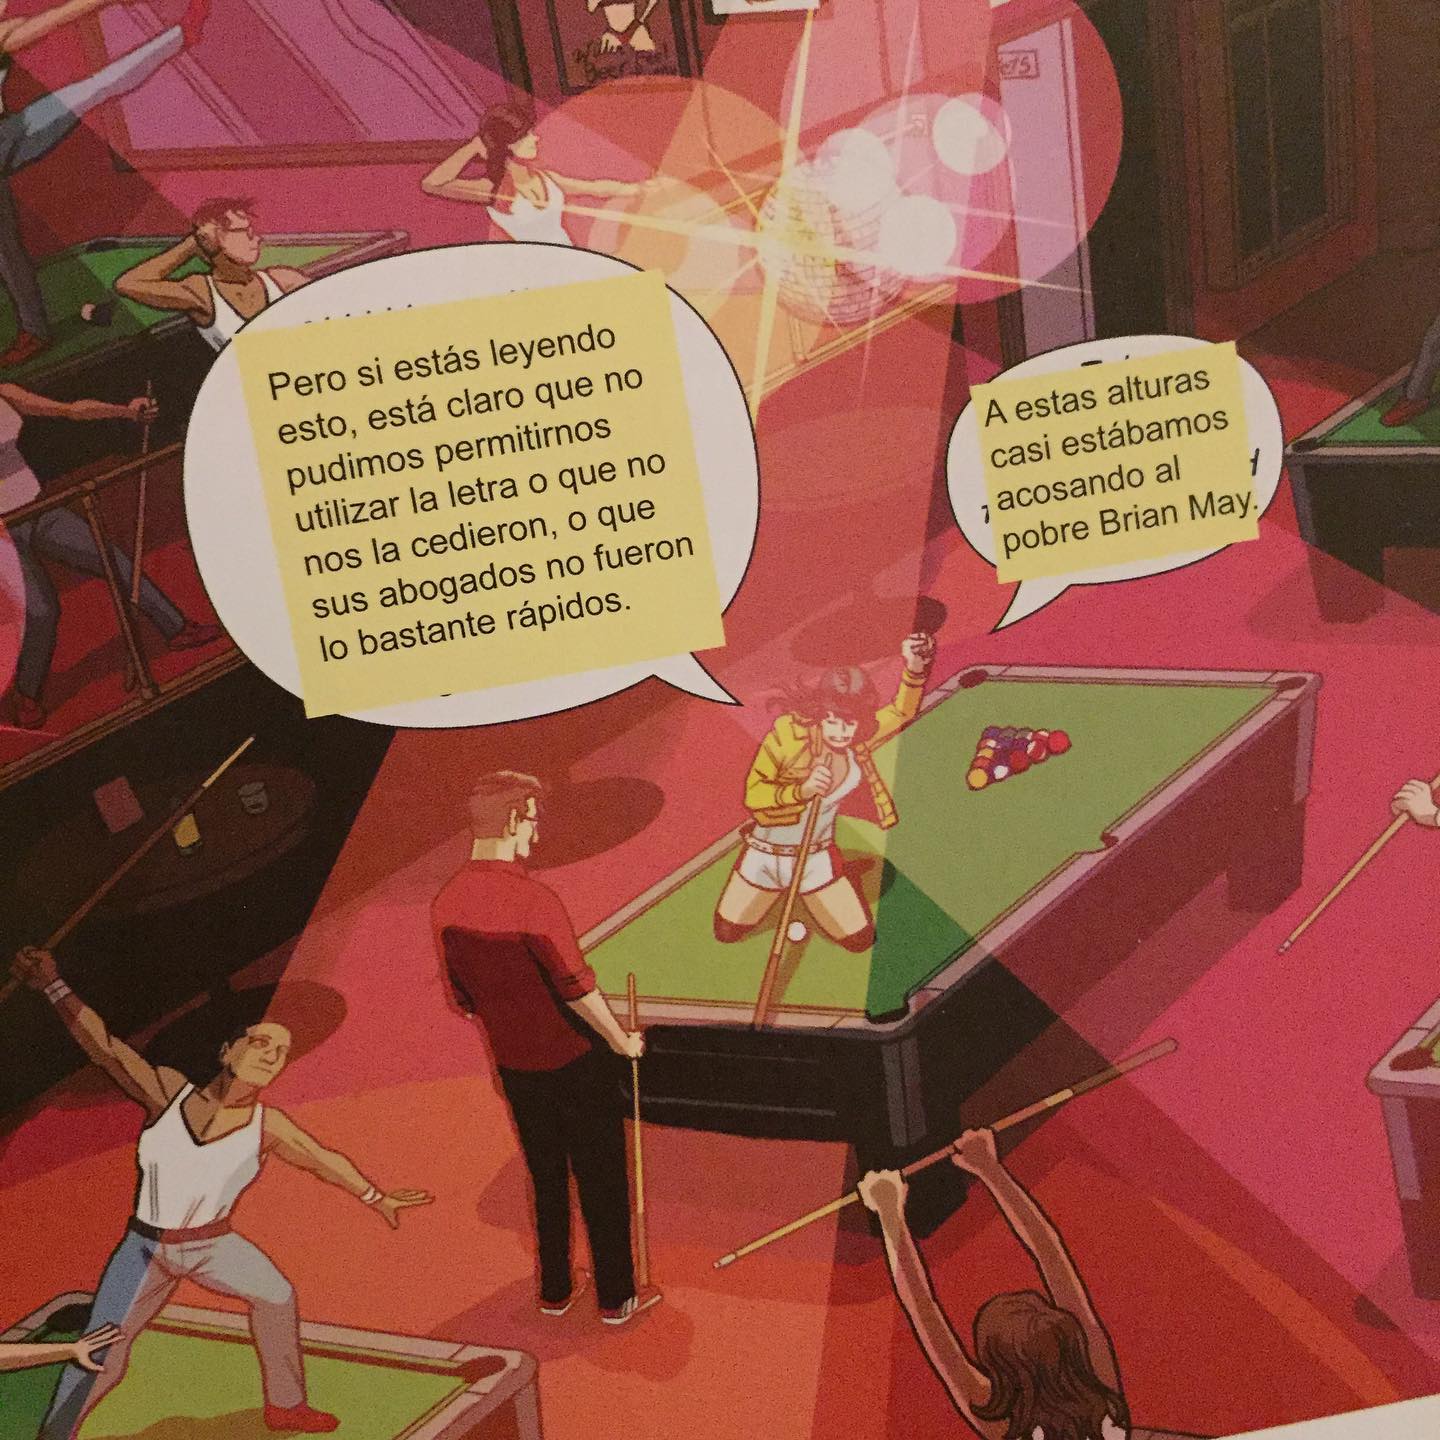 Pero si estás leyendo
esto, está claro que no
pudimos permitirnos
utilizar la letra o que no
nos la cedieron, o que
sus abogados no fueron
lo bastante rápidos.
A estas alturas
casi estábamos
acosando al
pobre Brian May.